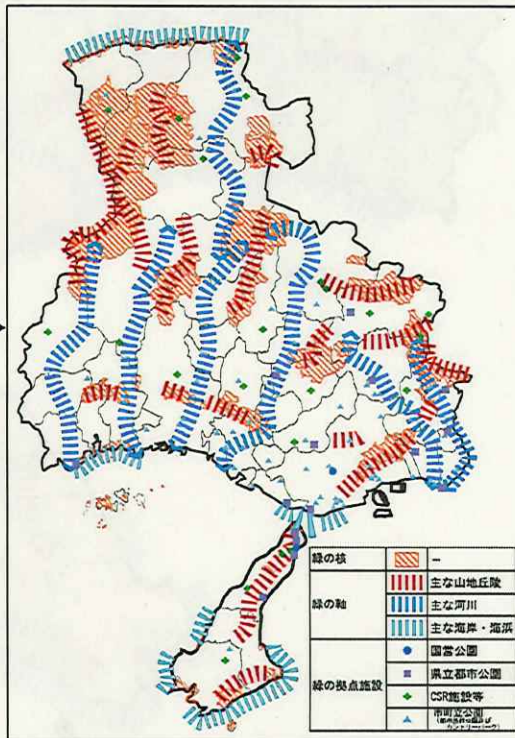 緑の核
−
緑の軸
主な山地丘陵
主な河川
主な海岸・海浜
緑の拠点施設
国営公園
県立都市公園
CSR施設等
市町立公園